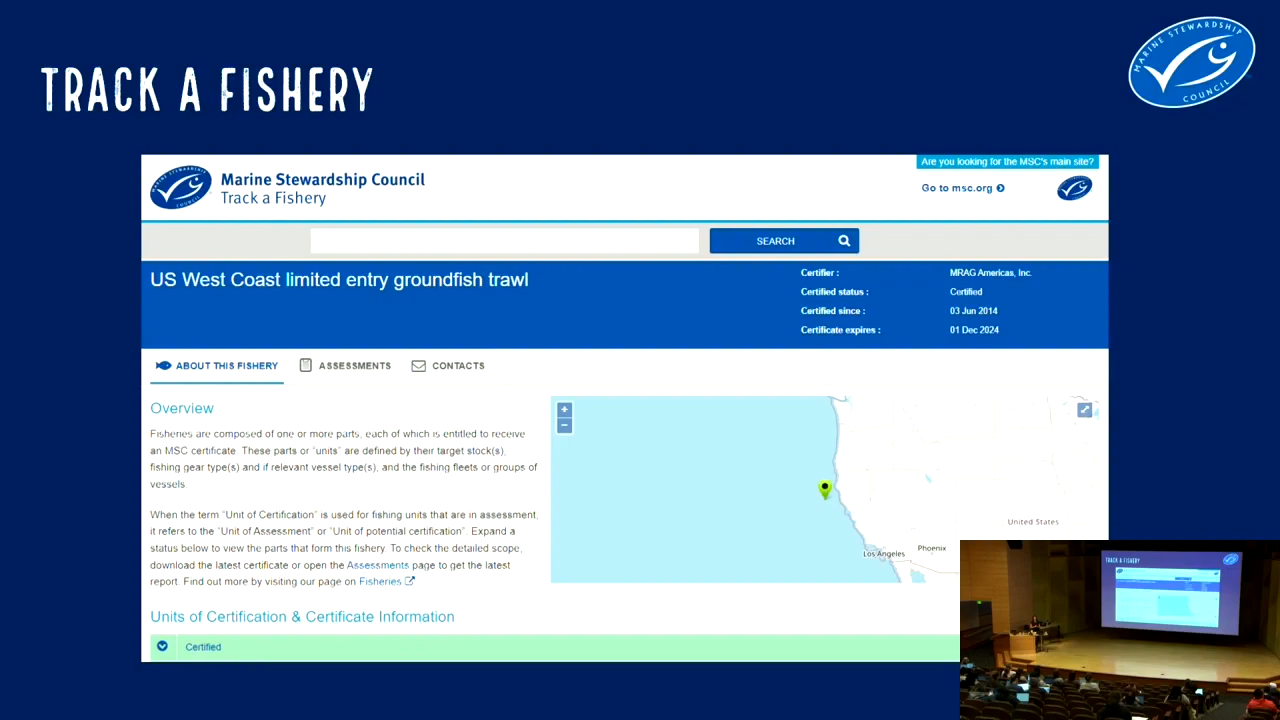 TRACK A FISHERY
MARINE STEWARDSHIP COUNCIL
Are you looking for the MSC's main site?
Marine Stewardship Council
Track a Fishery
Go to msc.org
SEARCH
US West Coast limited entry groundfish trawl
Certifier : MRAG Americas, Inc.
Certified status : Certified
Certified since : 03 Jun 2014
Certificate expires : 01 Dec 2024
ABOUT THIS FISHERY ASSESSMENTS CONTACTS
Overview
Fisheries are composed of one or more parts, each of which is entitled to receive
an MSC certificate. These parts or "units" are defined by their target stock(s),
fishing gear type(s) and if relevant vessel type(s), and the fishing fleets or groups of
vessels.
When the term "Unit of Certification" is used for fishing units that are in assessment,
it refers to the "Unit of Assessment" or "Unit of potential certification". Expand a
status below to view the parts that form this fishery. To check the detailed scope,
download the latest certificate or open the Assessments page to get the latest
report. Find out more by visiting our page on Fisheries
+
−
United States
Los Angeles
Phoenix
Units of Certification & Certificate Information
Certified
TRACK A FISHERY